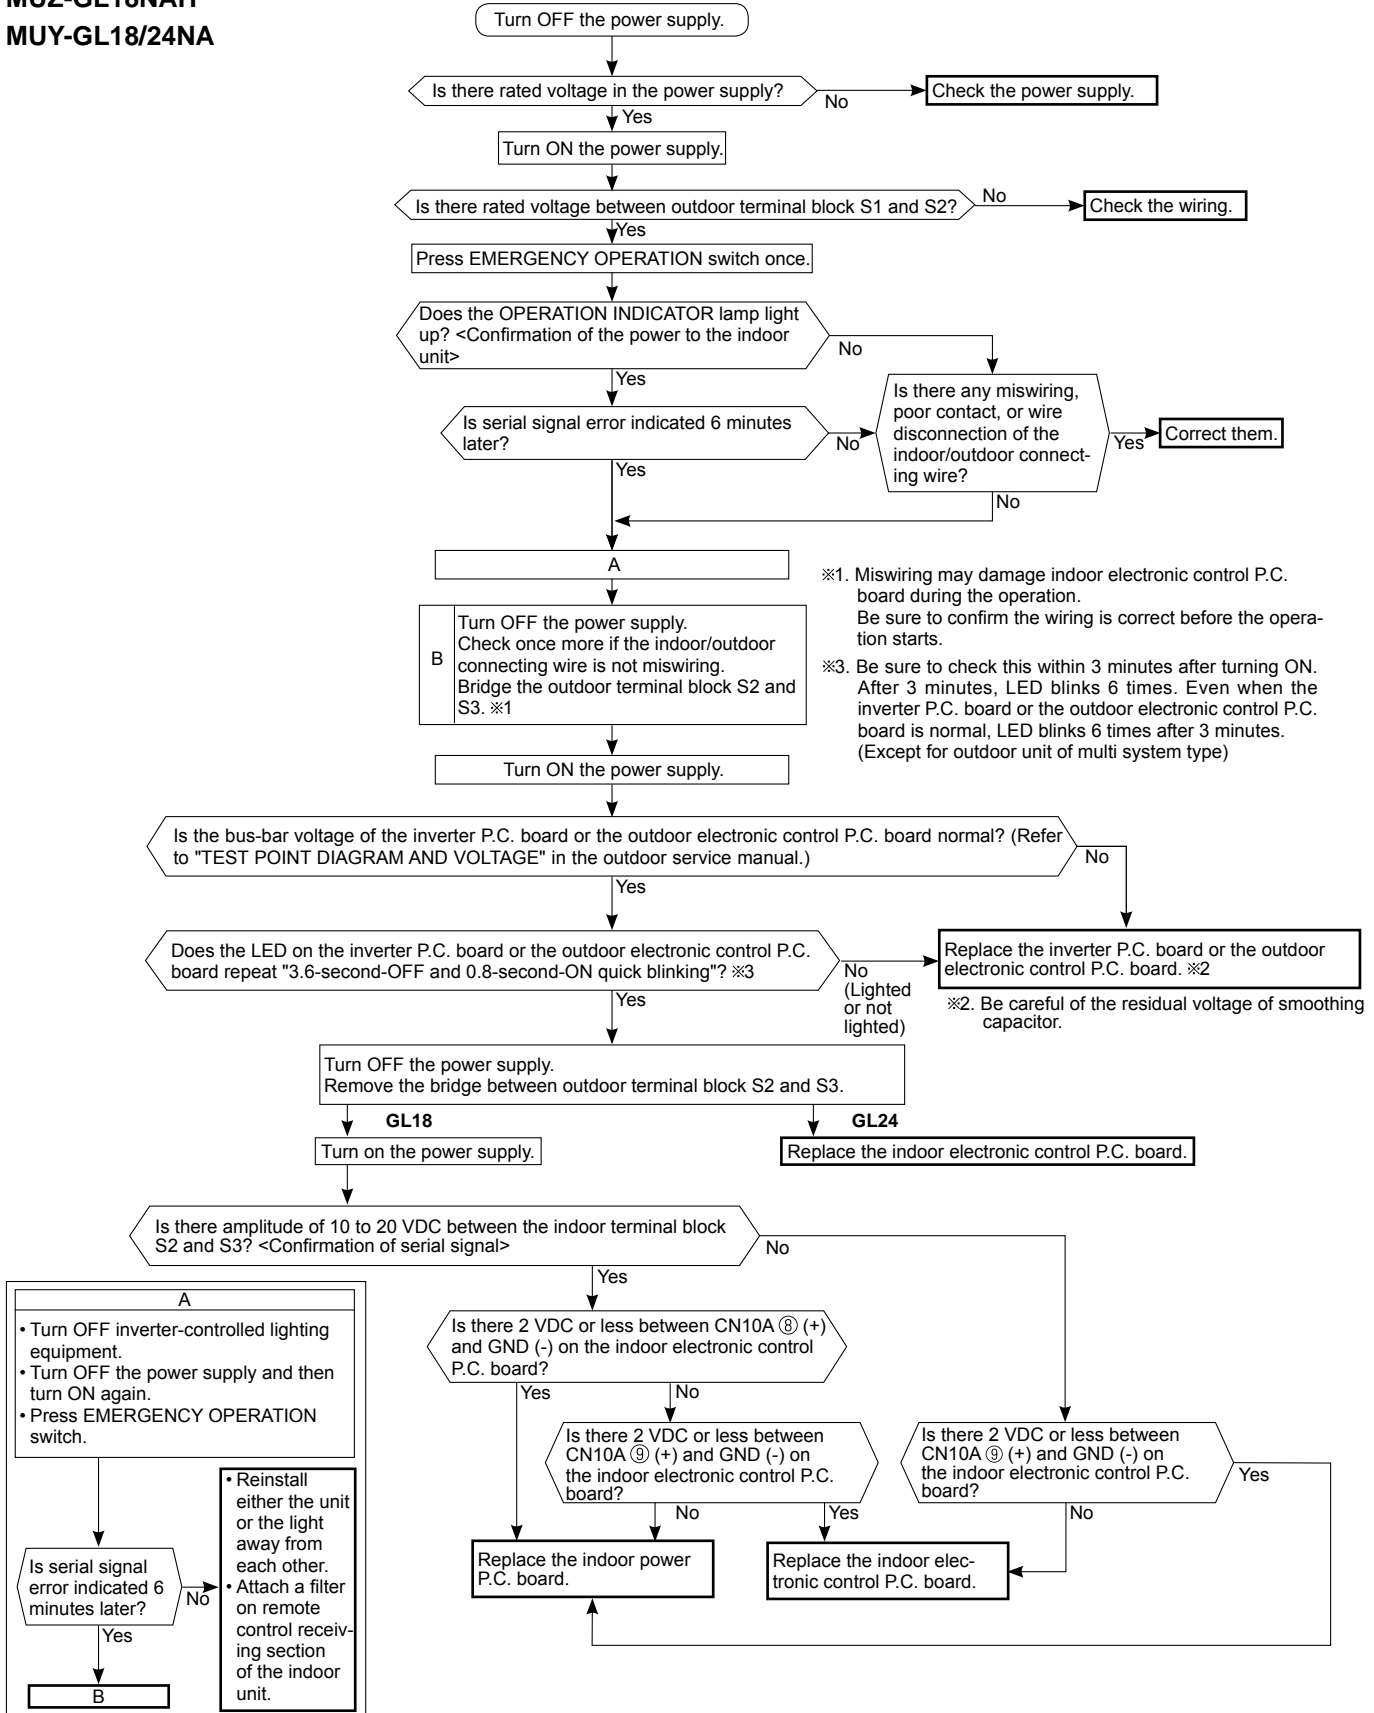 MUZ-GL18NAH
MUY-GL18/24NA
Turn OFF the power supply.
Is there rated voltage in the power supply?
No
Check the power supply.
Yes
Turn ON the power supply.
Is there rated voltage between outdoor terminal block S1 and S2?
No
Check the wiring.
Yes
Press EMERGENCY OPERATION switch once.
Does the OPERATION INDICATOR lamp light
up? <Confirmation of the power to the indoor
unit>
No
Yes
Is serial signal error indicated 6 minutes
later?
No
Is there any miswiring,
poor contact, or wire
disconnection of the
indoor/outdoor connect-
ing wire?
Yes
Correct them.
Yes
No
A
B
Turn OFF the power supply.
Check once more if the indoor/outdoor
connecting wire is not miswiring.
Bridge the outdoor terminal block S2 and
S3. ※1
※1. Miswiring may damage indoor electronic control P.C.
board during the operation.
Be sure to confirm the wiring is correct before the opera-
tion starts.
※3. Be sure to check this within 3 minutes after turning ON.
After 3 minutes, LED blinks 6 times. Even when the
inverter P.C. board or the outdoor electronic control P.C.
board is normal, LED blinks 6 times after 3 minutes.
(Except for outdoor unit of multi system type)
Turn ON the power supply.
Is the bus-bar voltage of the inverter P.C. board or the outdoor electronic control P.C. board normal? (Refer
to "TEST POINT DIAGRAM AND VOLTAGE" in the outdoor service manual.)
No
Yes
Does the LED on the inverter P.C. board or the outdoor electronic control P.C.
board repeat "3.6-second-OFF and 0.8-second-ON quick blinking"? ※3
No
(Lighted
or not
lighted)
Replace the inverter P.C. board or the outdoor
electronic control P.C. board. ※2
※2. Be careful of the residual voltage of smoothing
capacitor.
Yes
Turn OFF the power supply.
Remove the bridge between outdoor terminal block S2 and S3.
GL18
GL24
Turn on the power supply.
Replace the indoor electronic control P.C. board.
Is there amplitude of 10 to 20 VDC between the indoor terminal block
S2 and S3? <Confirmation of serial signal>
No
Yes
Is there 2 VDC or less between CN10A ⑧ (+)
and GND (-) on the indoor electronic control
P.C. board?
Yes
No
Is there 2 VDC or less between
CN10A ⑨ (+) and GND (-) on
the indoor electronic control P.C.
board?
No
Yes
Is there 2 VDC or less between
CN10A ⑨ (+) and GND (-) on
the indoor electronic control P.C.
board?
Yes
No
Replace the indoor power
P.C. board.
Replace the indoor elec-
tronic control P.C. board.
A
• Turn OFF inverter-controlled lighting
equipment.
• Turn OFF the power supply and then
turn ON again.
• Press EMERGENCY OPERATION
switch.
Is serial signal
error indicated 6
minutes later?
No
• Reinstall
either the unit
or the light
away from
each other.
• Attach a filter
on remote
control receiv-
ing section
of the indoor
unit.
Yes
B